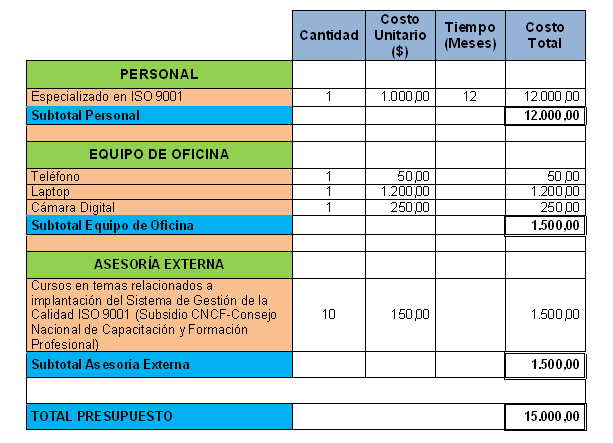 Cantidad Costo Unitario ($) Tiempo (Meses) Costo Total
PERSONAL
Especializado en ISO 9001 1 1.000,00 12 12.000,00
Subtotal Personal 12.000,00
EQUIPO DE OFICINA
Teléfono 1 50,00 50,00
Laptop 1 1.200,00 1.200,00
Cámara Digital 1 250,00 250,00
Subtotal Equipo de Oficina 1.500,00
ASESORÍA EXTERNA
Cursos en temas relacionados a
implantación del Sistema de Gestión de la
Calidad ISO 9001 (Subsidio CNCF-Consejo 10 150,00 1.500,00
Nacional de Capacitación y Formación
Profesional)
Subtotal Asesoría Externa 1.500,00
TOTAL PRESUPUESTO 15.000,00